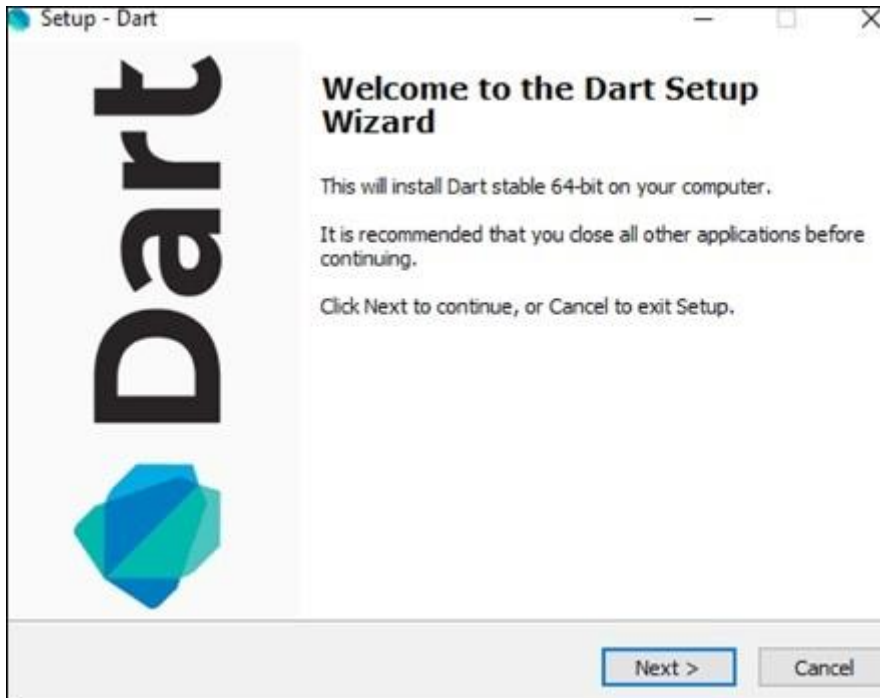 Setup - Dart
Dart
Welcome to the Dart Setup
Wizard
This will install Dart stable 64-bit on your computer.
It is recommended that you close all other applications before
continuing.
Click Next to continue, or Cancel to exit Setup.
Next >
Cancel